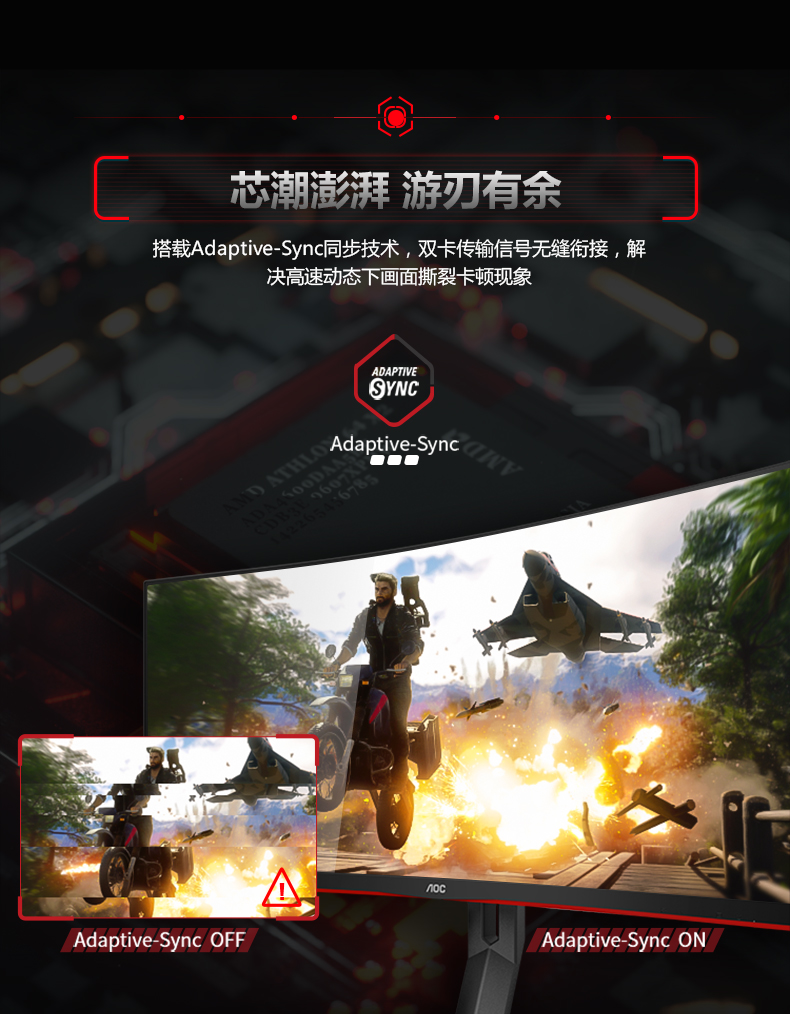 芯潮澎湃 游刃有余
搭载Adaptive-Sync同步技术，双卡传输信号无缝衔接，解
决高速动态下画面撕裂卡顿现象
ADAPTIVE
SYNC
Adaptive-Sync
AMD ATHLON
AMD
AOC
Adaptive-Sync OFF
Adaptive-Sync ON